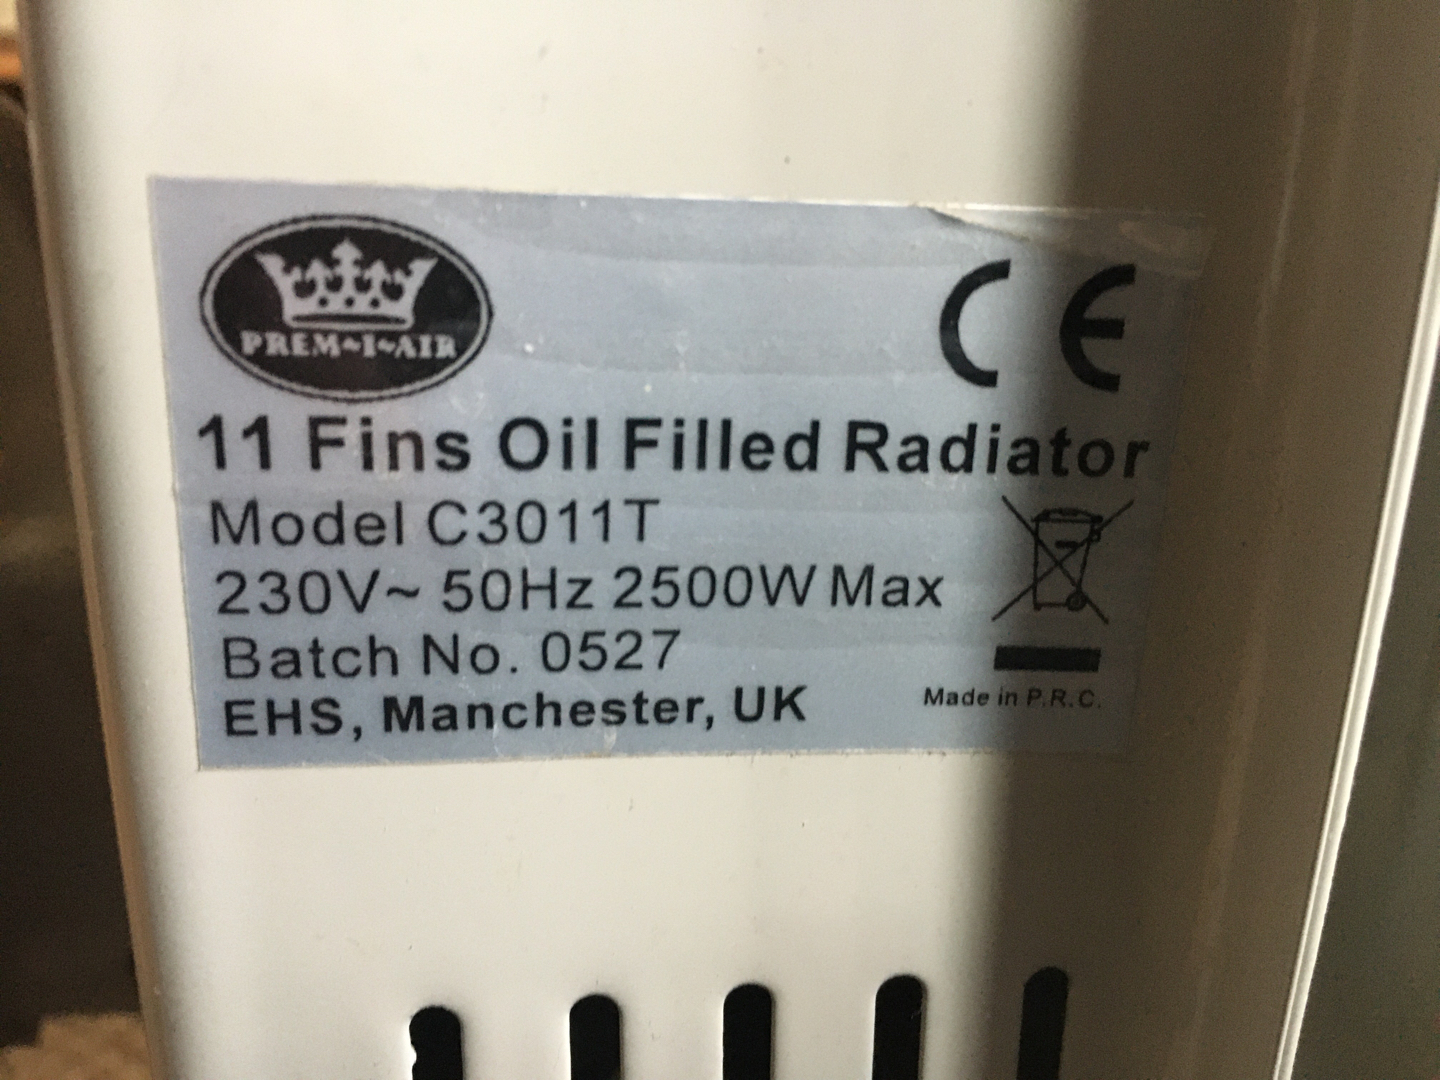 PREM~I~AIR
CE
11 Fins Oil Filled Radiator
Model C3011T
230V~ 50Hz 2500W Max
Batch No. 0527
EHS, Manchester, UK
Made in P.R.C.